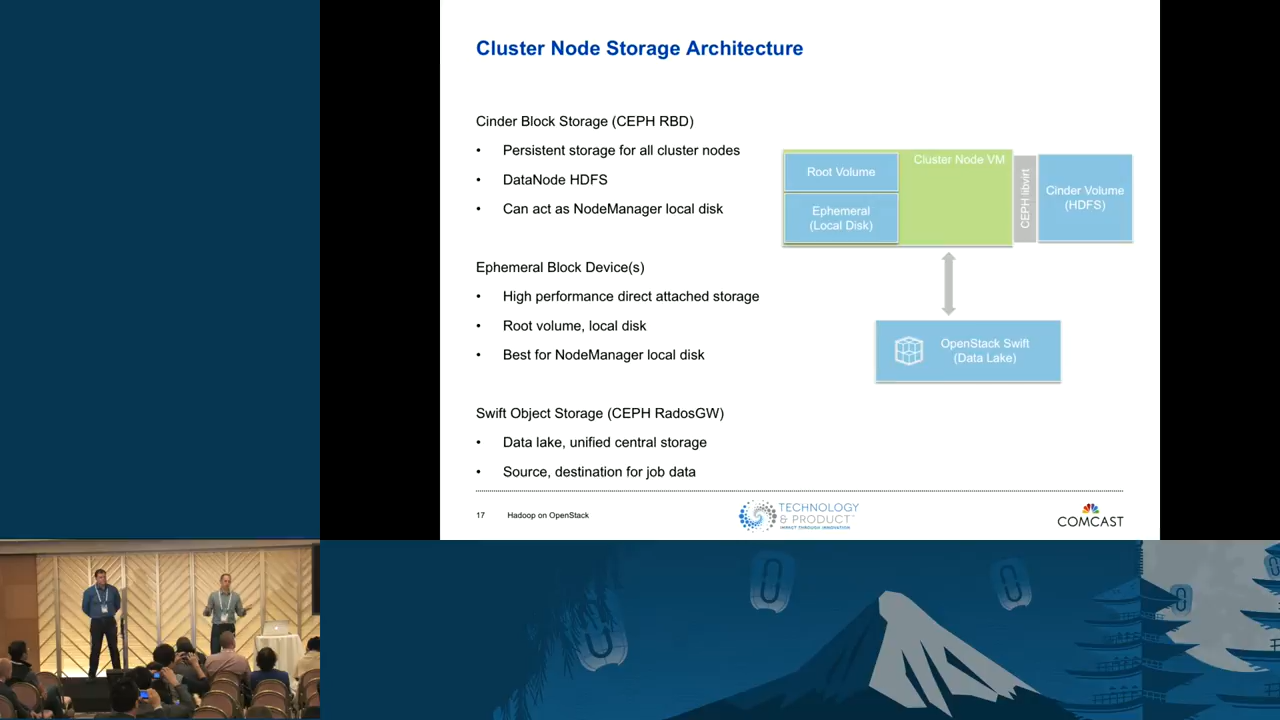 Cluster Node Storage Architecture
Cinder Block Storage (CEPH RBD)
• Persistent storage for all cluster nodes
• DataNode HDFS
• Can act as NodeManager local disk
Ephemeral Block Device(s)
• High performance direct attached storage
• Root volume, local disk
• Best for NodeManager local disk
Swift Object Storage (CEPH RadosGW)
• Data lake, unified central storage
• Source, destination for job data
Root Volume
Cluster Node VM
Ephemeral
(Local Disk)
CEPH libvirt
Cinder Volume
(HDFS)
OpenStack Swift
(Data Lake)
17 Hadoop on OpenStack
TECHNOLOGY
& PRODUCT
IMPACT THROUGH INNOVATION
COMCAST